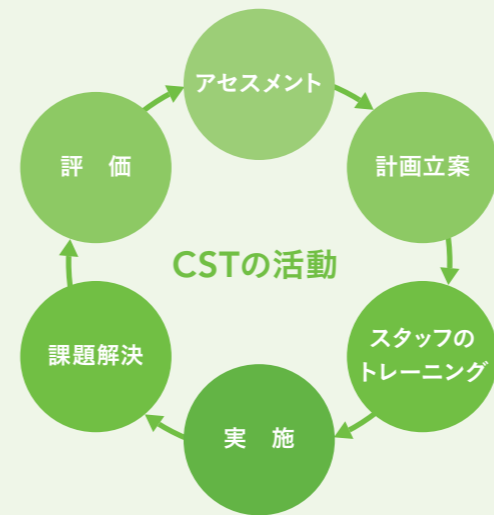 アセスメント
計画立案
スタッフの
トレーニング
実　施
課題解決
評　価
CSTの活動